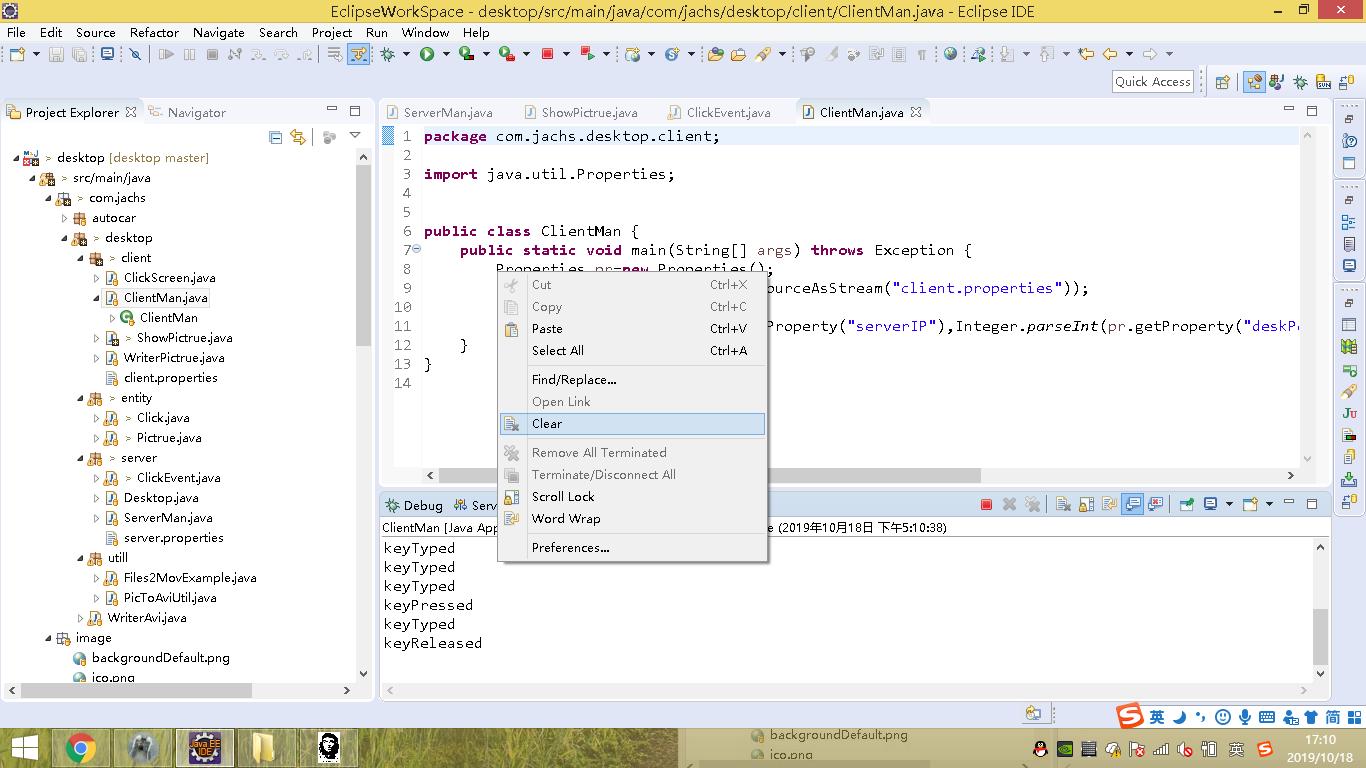 EclipseWorkSpace - desktop/src/main/java/com/jachs/desktop/client/ClientMan.java - Eclipse IDE
File Edit Source Refactor Navigate Search Project Run Window Help
Quick Access
Project Explorer
Navigator
> desktop [desktop master]
> src/main/java
> com.jachs
autocar
> desktop
> client
ClickScreen.java
ClientMan.java
ClientMan
> ShowPictrue.java
WriterPictrue.java
client.properties
> entity
> Click.java
> Pictrue.java
> server
> ClickEvent.java
Desktop.java
ServerMan.java
server.properties
utill
Files2MovExample.java
PicToAviUtil.java
WriterAvi.java
image
backgroundDefault.png
ico.png
ServerMan.java
ShowPictrue.java
ClickEvent.java
ClientMan.java
1 package com.jachs.desktop.client;
2
3 import java.util.Properties;
4
5
6 public class ClientMan {
7 public static void main(String[] args) throws Exception {
8 Properties pr=new Properties();
9 ourceAsStream("client.properties"));
10
11 Property("serverIP"),Integer.parseInt(pr.getProperty("deskPo
12 }
13 }
14
Cut Ctrl+X
Copy Ctrl+C
Paste Ctrl+V
Select All Ctrl+A
Find/Replace...
Open Link
Clear
Remove All Terminated
Terminate/Disconnect All
Scroll Lock
Word Wrap
Preferences...
Debug
Serv
ClientMan [Java App
e (2019年10月18日 下午5:10:38)
keyTyped
keyTyped
keyTyped
keyPressed
keyTyped
keyReleased
Ju
英
简
backgroundDefault.png
ico.png
Java EE
IDE
英
17:10
2019/10/18